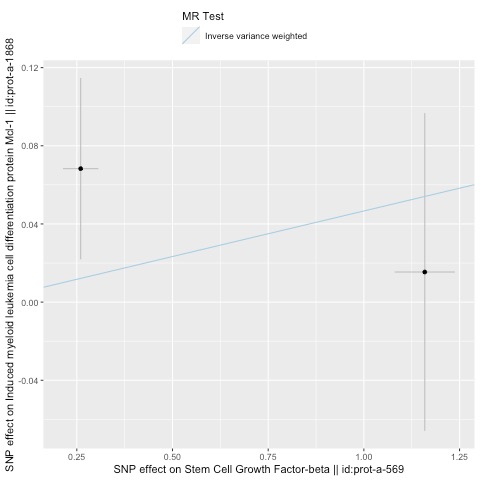 MR Test
Inverse variance weighted
SNP effect on Induced myeloid leukemia cell differentiation protein Mcl-1 || id:prot-a-1868
0.12
0.08
0.04
0.00
-0.04
0.25
0.50
0.75
1.00
1.25
SNP effect on Stem Cell Growth Factor-beta || id:prot-a-569